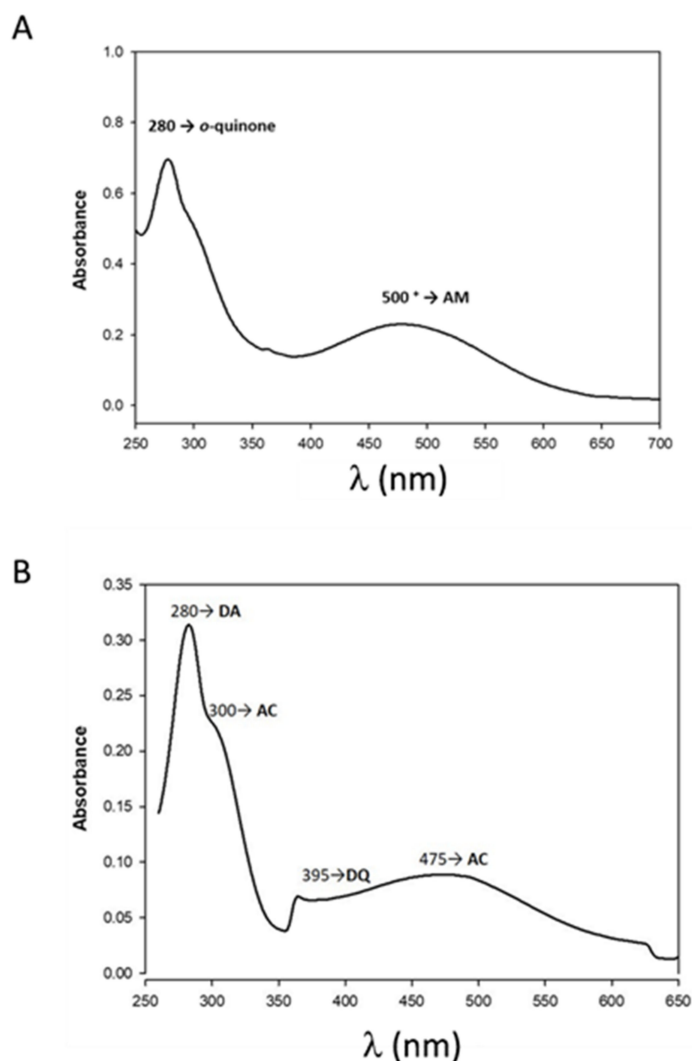 A
1.0
0.8
0.6
0.4
0.2
0.0
Absorbance
280 → o-quinone
500 + → AM
250 300 350 400 450 500 550 600 650 700
λ (nm)
B
0.35
0.30
0.25
0.20
0.15
0.10
0.05
0.00
Absorbance
280→ DA
300→ AC
395→DQ
475→ AC
250 300 350 400 450 500 550 600 650
λ (nm)